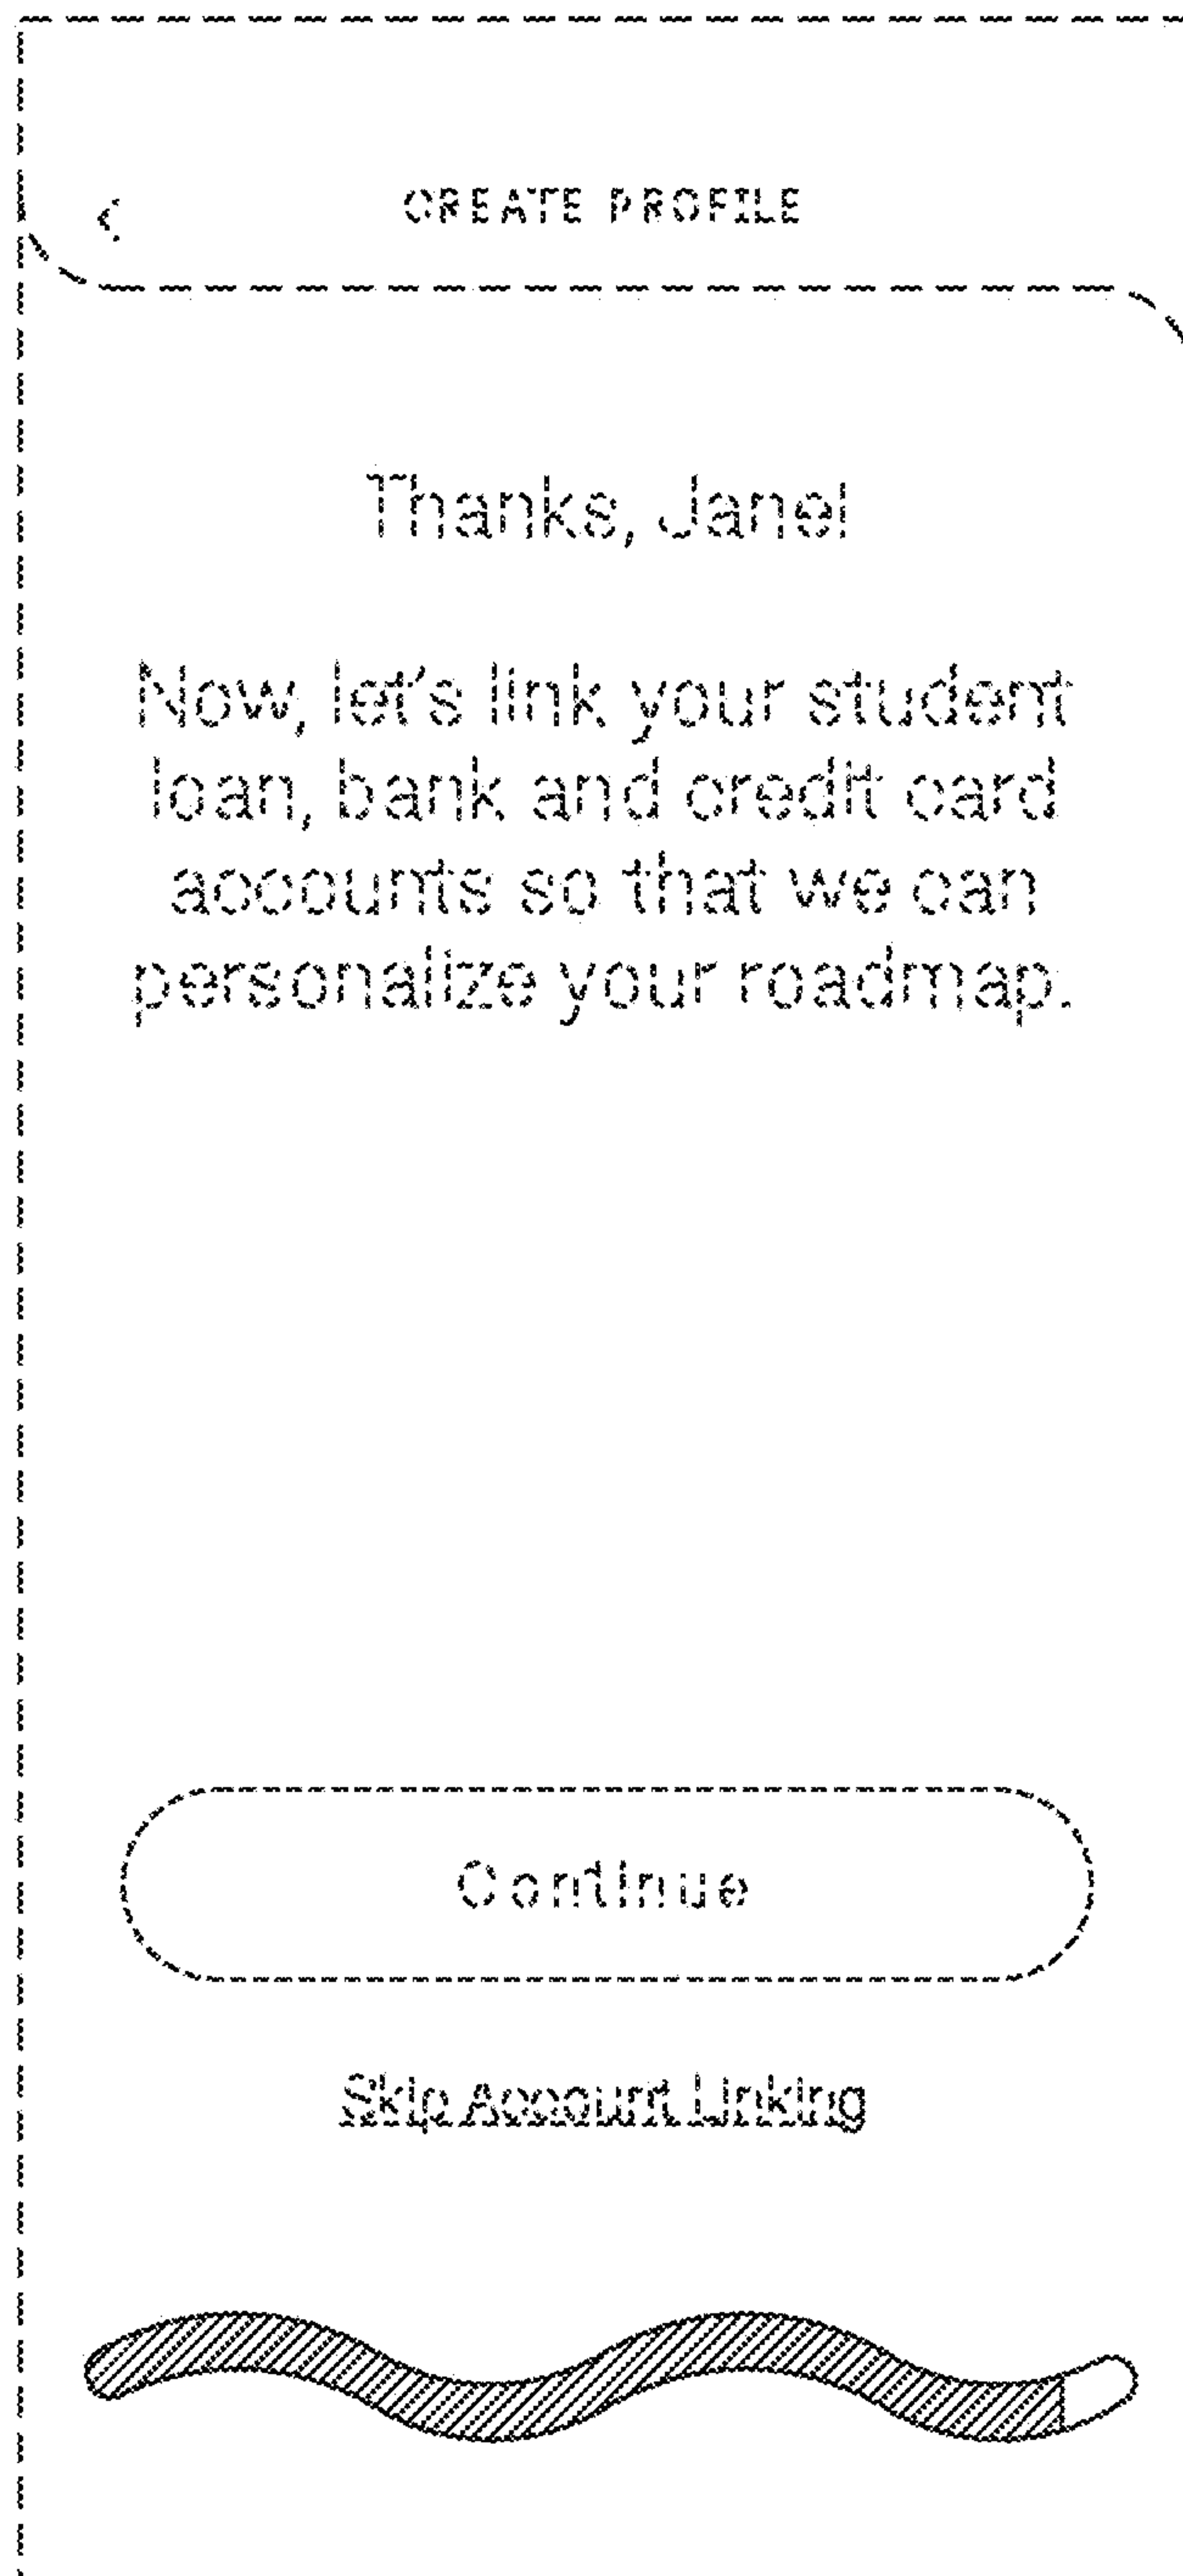 CREATE PROFILE
Thanks, Jane!
Now, let's link your student
loan, bank and credit card
accounts so that we can
personalize your roadmap.
Continue
Skip Account Linking